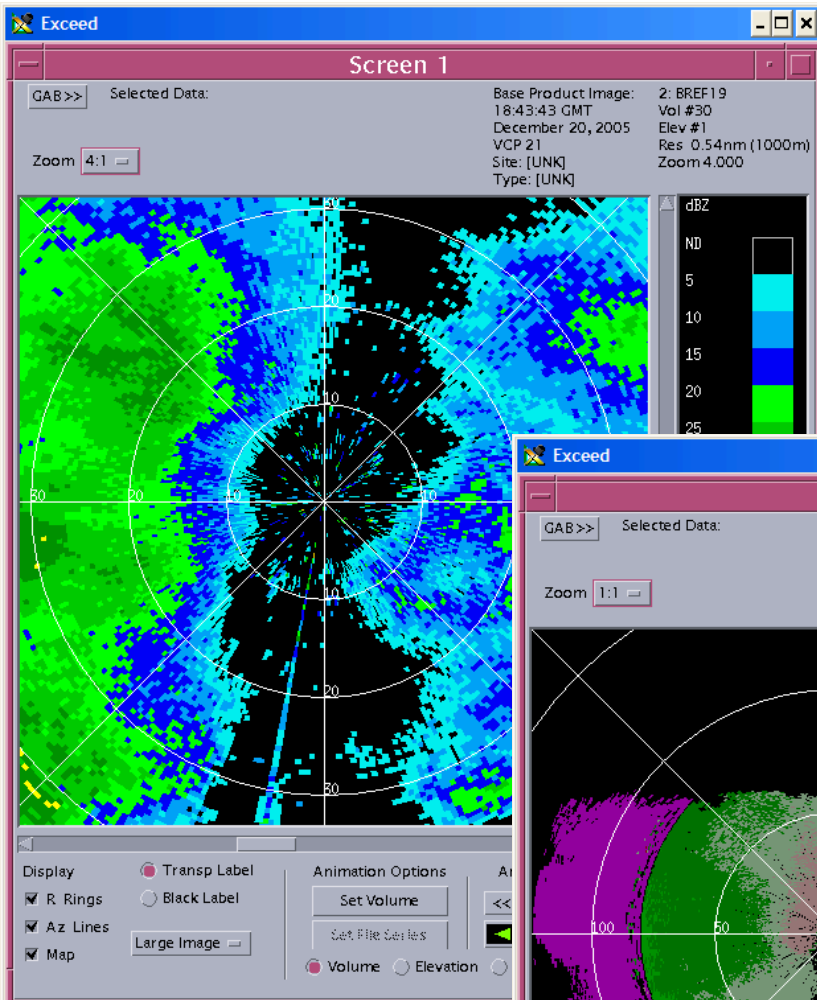 Exceed
Screen 1
GAB>>
Selected Data:
Base Product Image:
18:43:43 GMT
December 20, 2005
VCP 21
Site: [UNK]
Type: [UNK]
2: BREF19
Vol #30
Elev #1
Res 0.54nm (1000m)
Zoom 4.000
Zoom 4:1
dBZ
ND
5
10
15
20
25
30
20
10
30
20
10
10
10
20
30
Exceed
GAB>>
Selected Data:
Zoom 1:1
100
50
Display
R Rings
Az Lines
Map
Transp Label
Black Label
Large Image
Animation Options
Set Volume
Set File Series
Volume
Elevation
<<